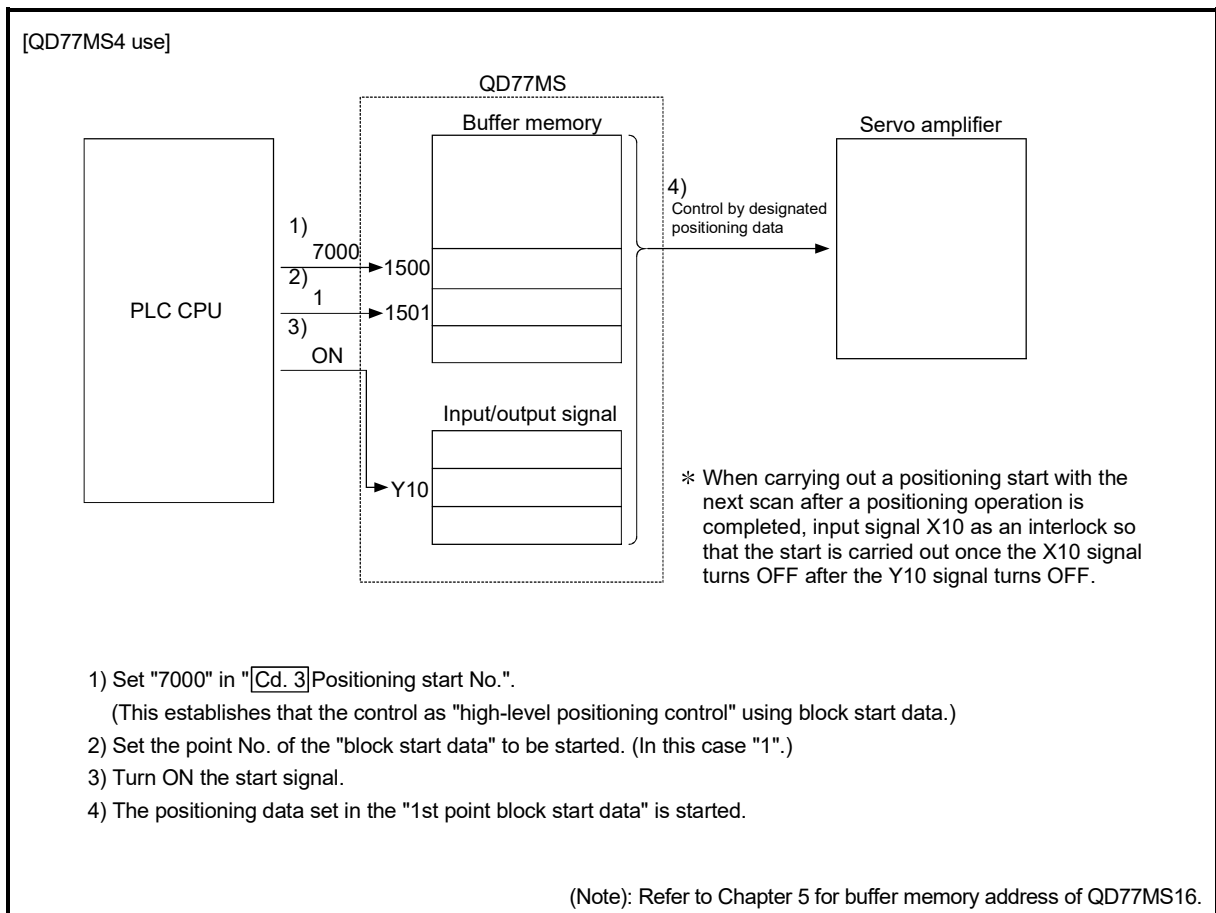 [QD77MS4 use]
QD77MS
Buffer memory
Servo amplifier
PLC CPU
1)
7000
1500
2)
1
1501
3)
ON
4)
Control by designated
positioning data
Input/output signal
Y10
* When carrying out a positioning start with the
next scan after a positioning operation is
completed, input signal X10 as an interlock so
that the start is carried out once the X10 signal
turns OFF after the Y10 signal turns OFF.
1) Set "7000" in "Cd. 3 Positioning start No.".
(This establishes that the control as "high-level positioning control" using block start data.)
2) Set the point No. of the "block start data" to be started. (In this case "1".)
3) Turn ON the start signal.
4) The positioning data set in the "1st point block start data" is started.
(Note): Refer to Chapter 5 for buffer memory address of QD77MS16.